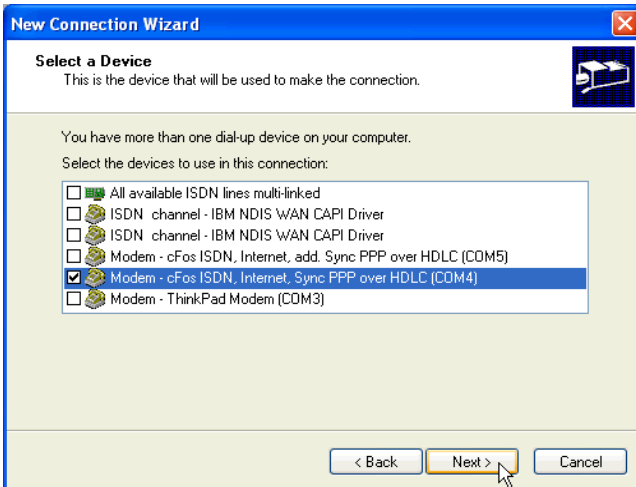 New Connection Wizard
Select a Device
This is the device that will be used to make the connection.
You have more than one dial-up device on your computer.
Select the devices to use in this connection:
All available ISDN lines multi-linked
ISDN channel - IBM NDIS WAN CAPI Driver
ISDN channel - IBM NDIS WAN CAPI Driver
Modem - cFos ISDN, Internet, add. Sync PPP over HDLC (COM5)
Modem - cFos ISDN, Internet, Sync PPP over HDLC (COM4)
Modem - ThinkPad Modem (COM3)
< Back Next > Cancel